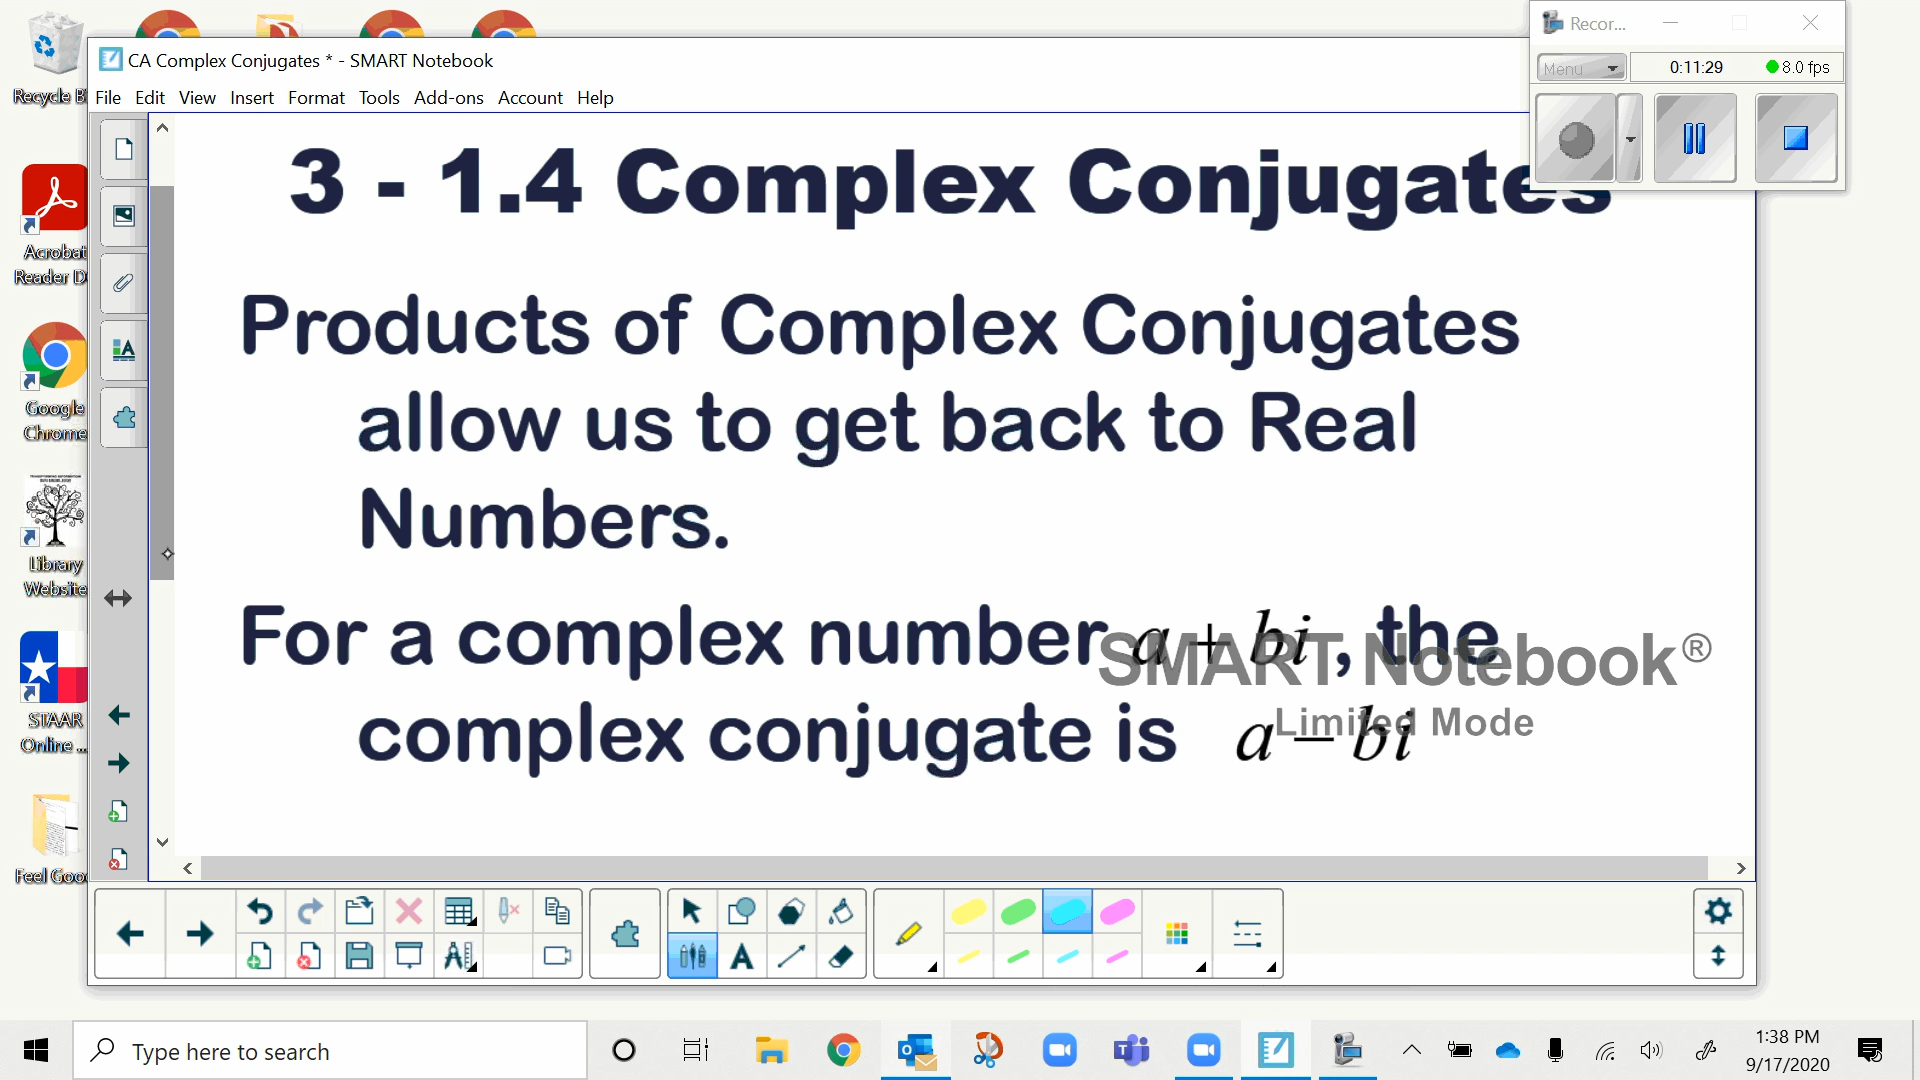 Recycle B
CA Complex Conjugates * - SMART Notebook
Recor...
Menu
0:11:29
8.0 fps
File Edit View Insert Format Tools Add-ons Account Help
3 - 1.4 Complex Conjugates
Products of Complex Conjugates
allow us to get back to Real
Numbers.
For a complex number a + bi, the
complex conjugate is a − bi
SMART Notebook®
Limited Mode
Acrobat
Reader D
Google
Chrome
Library
Website
STAAR
Online ...
Feel Goo
Type here to search
1:38 PM
9/17/2020